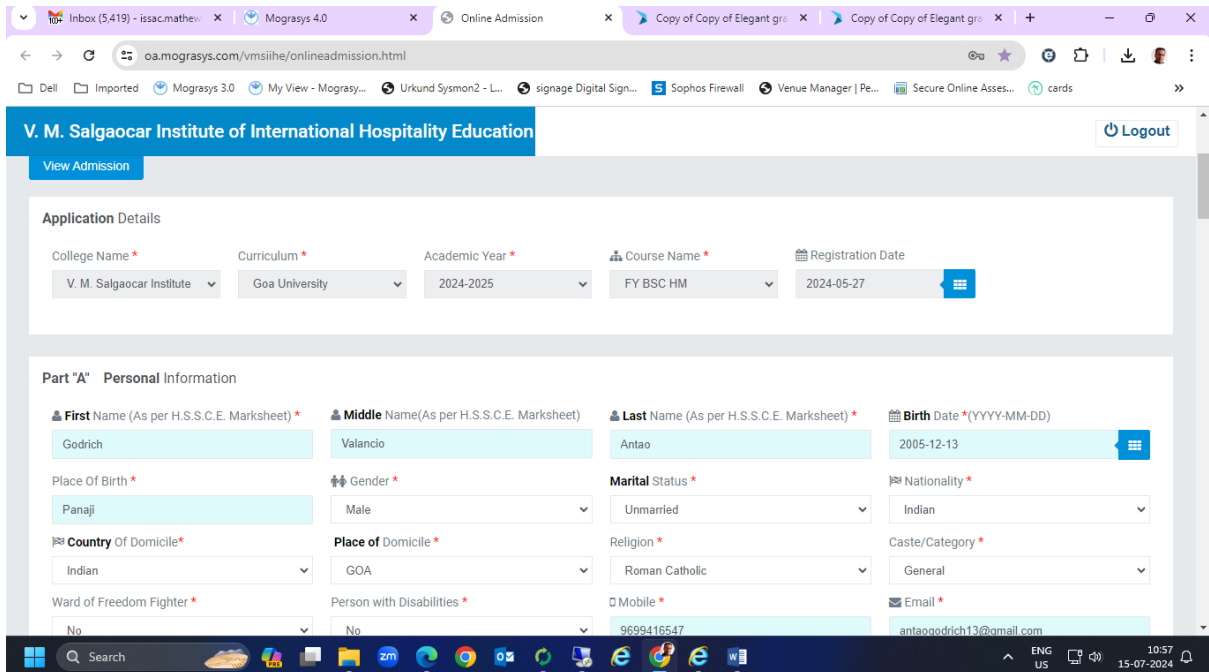 Inbox (5,419) - issac.mathew
Mograsys 4.0
Online Admission
Copy of Copy of Elegant gra
Copy of Copy of Elegant gra
oa.mograsys.com/vmsiihe/onlineadmission.html
Dell
Imported
Mograsys 3.0
My View - Mograsy...
Urkund Sysmon2 - L...
signage Digital Sign...
S Sophos Firewall
Venue Manager | Pe...
Secure Online Asses...
cards
»
V. M. Salgaocar Institute of International Hospitality Education
Logout
View Admission
Application Details
College Name * Curriculum * Academic Year * Course Name * Registration Date
V. M. Salgaocar Institute Goa University 2024-2025 FY BSC HM 2024-05-27
Part "A" Personal Information
First Name (As per H.S.S.C.E. Marksheet) * Middle Name(As per H.S.S.C.E. Marksheet) Last Name (As per H.S.S.C.E. Marksheet) * Birth Date *(YYYY-MM-DD)
Godrich Valancio Antao 2005-12-13
Place Of Birth * Gender * Marital Status * Nationality *
Panaji Male Unmarried Indian
Country Of Domicile* Place of Domicile * Religion * Caste/Category *
Indian GOA Roman Catholic General
Ward of Freedom Fighter * Person with Disabilities * Mobile * Email *
No No 9699416547 antaogodrich13@gmail.com
Search
PRE
zm
ENG
US
10:57
15-07-2024